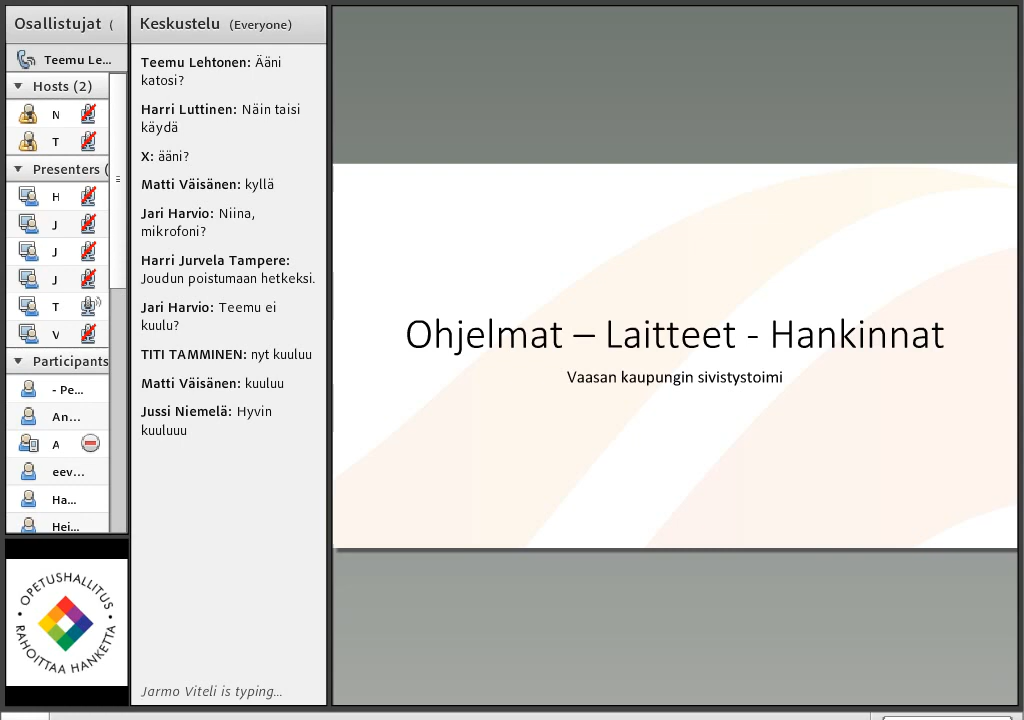 Osallistujat (
Teemu Le...
Hosts (2)
N
T
Presenters (
H
J
J
J
T
V
Participants
- Pe...
An...
A
eev...
Ha...
Hei...
OPETUSHALLITUS
RAHOITTAA HANKETTA
Keskustelu (Everyone)
Teemu Lehtonen: Ääni
katosi?
Harri Luttinen: Näin taisi
käydä
X: ääni?
Matti Väisänen: kyllä
Jari Harvio: Niina,
mikrofoni?
Harri Jurvela Tampere:
Joudun poistumaan hetkeksi.
Jari Harvio: Teemu ei
kuulu?
TITI TAMMINEN: nyt kuuluu
Matti Väisänen: kuuluu
Jussi Niemelä: Hyvin
kuuluuu
Jarmo Viteli is typing...
Ohjelmat – Laitteet - Hankinnat
Vaasan kaupungin sivistystoimi